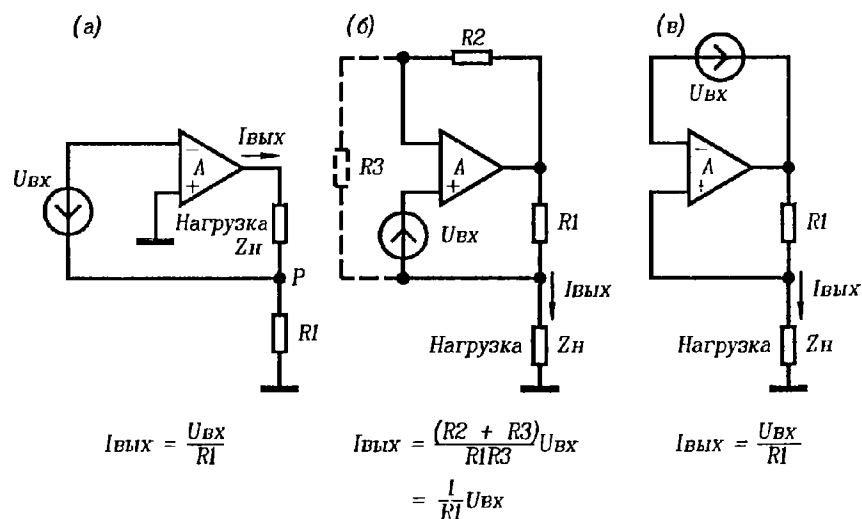 (а)
(б)
(в)
R2
Uвх
Iвых
A
−
+
R3
A
+
A
−
+
Uвх
Нагрузка
Zн
Uвх
R1
R1
P
Iвых
Iвых
R1
Нагрузка
Zн
Нагрузка
Zн
Iвых = Uвх / R1
Iвых = (R2 + R3) / R1R3 Uвх
Iвых = Uвх / R1
= 1 / R1 Uвх